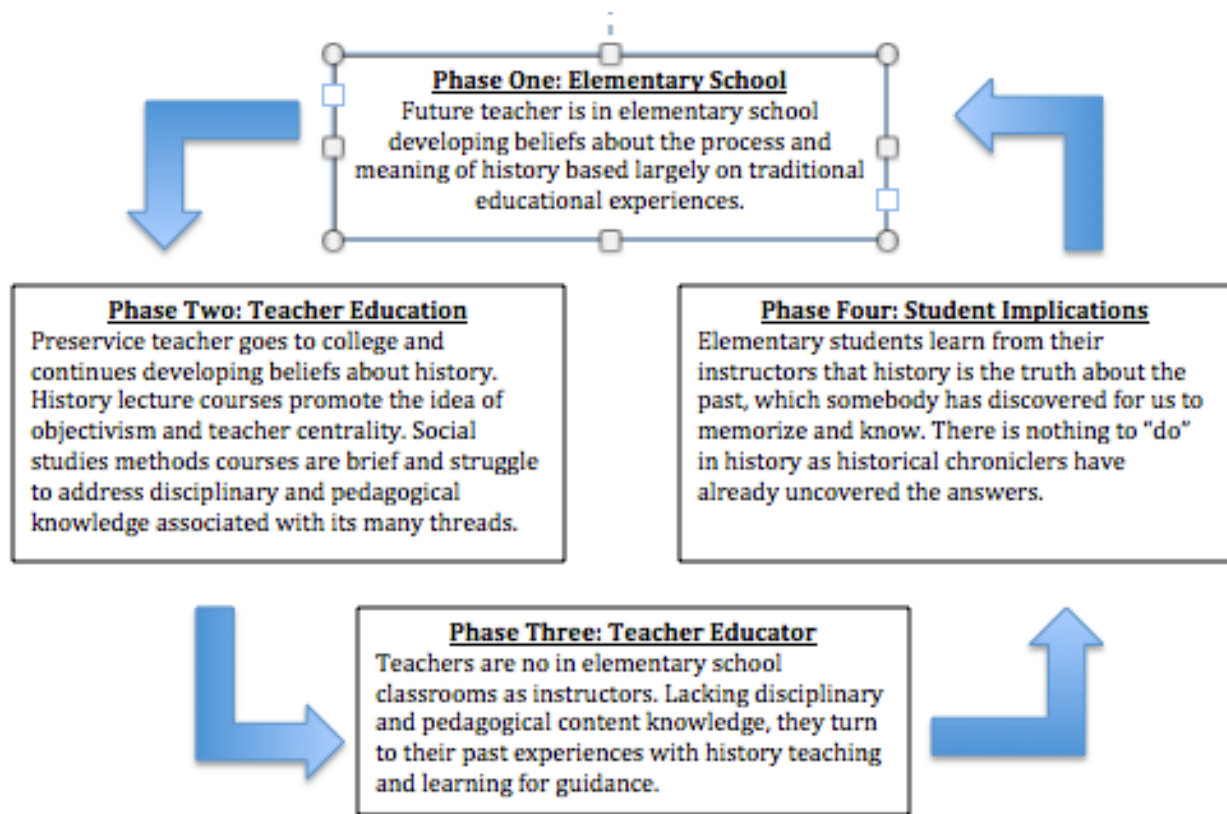 Phase One: Elementary School
Future teacher is in elementary school
developing beliefs about the process and
meaning of history based largely on traditional
educational experiences.
Phase Two: Teacher Education
Preservice teacher goes to college and
continues developing beliefs about history.
History lecture courses promote the idea of
objectivism and teacher centrality. Social
studies methods courses are brief and struggle
to address disciplinary and pedagogical
knowledge associated with its many threads.
Phase Three: Teacher Educator
Teachers are no in elementary school
classrooms as instructors. Lacking disciplinary
and pedagogical content knowledge, they turn
to their past experiences with history teaching
and learning for guidance.
Phase Four: Student Implications
Elementary students learn from their
instructors that history is the truth about the
past, which somebody has discovered for us to
memorize and know. There is nothing to “do”
in history as historical chroniclers have
already uncovered the answers.